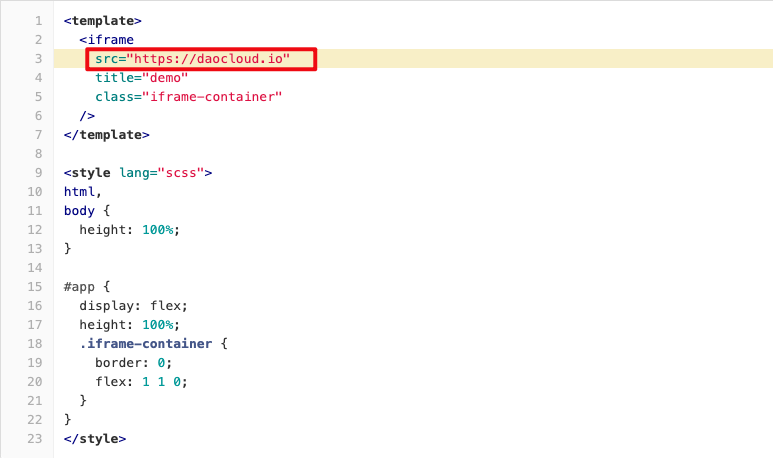 1 <template>
2   <iframe
3     src="https://daocloud.io"
4     title="demo"
5     class="iframe-container"
6   />
7 </template>
8
9 <style lang="scss">
10 html,
11 body {
12   height: 100%;
13 }
14
15 #app {
16   display: flex;
17   height: 100%;
18   .iframe-container {
19     border: 0;
20     flex: 1 1 0;
21   }
22 }
23 </style>